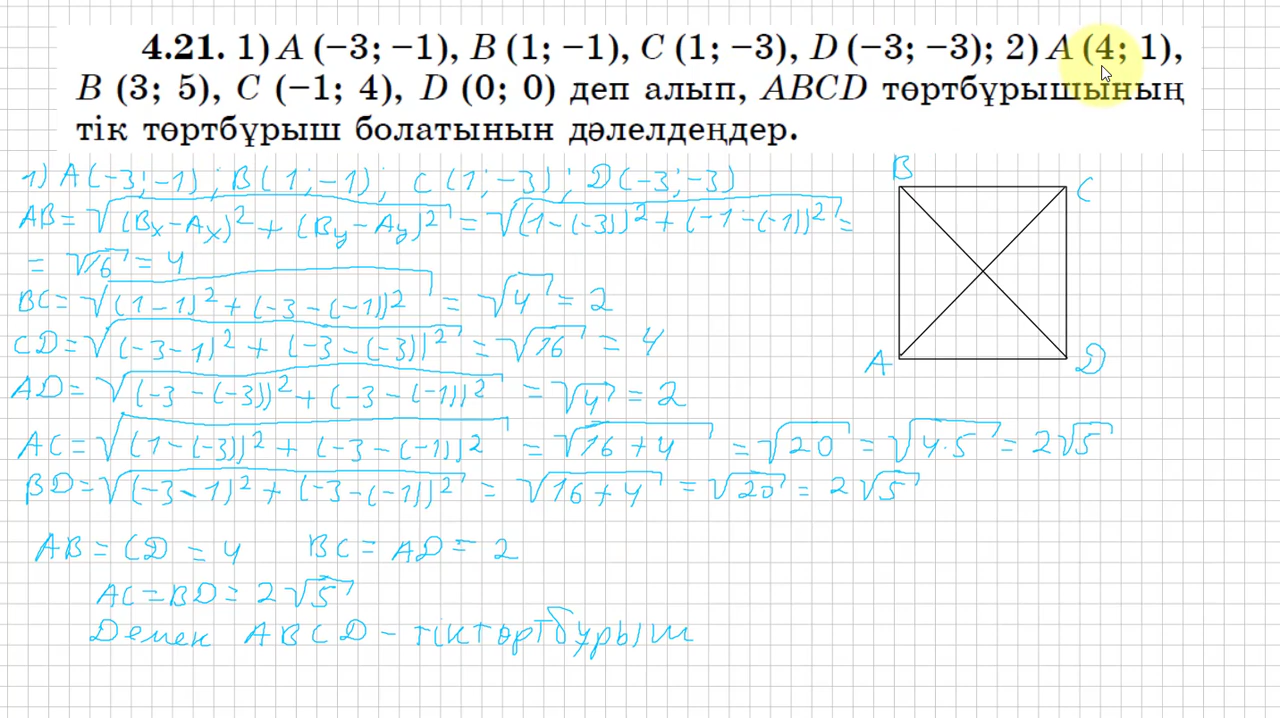 4.21. 1) A (−3; −1), B (1; −1), C (1; −3), D (−3; −3); 2) A (4; 1),
B (3; 5), C (−1; 4), D (0; 0) деп алып, ABCD төртбұрышының
тік төртбұрыш болатынын дәлелдеңдер.
1) A(-3;-1); B(1;-1); C(1;-3); D(-3;-3)
AB=√((Bx-Ax)²+(By-Ay)²=√(1-(-3))²+(-1-(-1))²=
=√16=4
BC=√(1-1)²+(-3-(-1))²=√4=2
CD=√(-3-1)²+(-3-(-3))²=√16=4
AD=√(-3-(-3))²+(-3-(-1))²=√4=2
AC=√(1-(-3))²+(-3-(-1))²=√16+4=√20=√4·5=2√5
BD=√(-3-1)²+(-3-(-1))²=√16+4=√20=2√5
AB=CD=4 BC=AD=2
AC=BD=2√5
Демек ABCD-тіктөртбұрыш
B
C
A
D